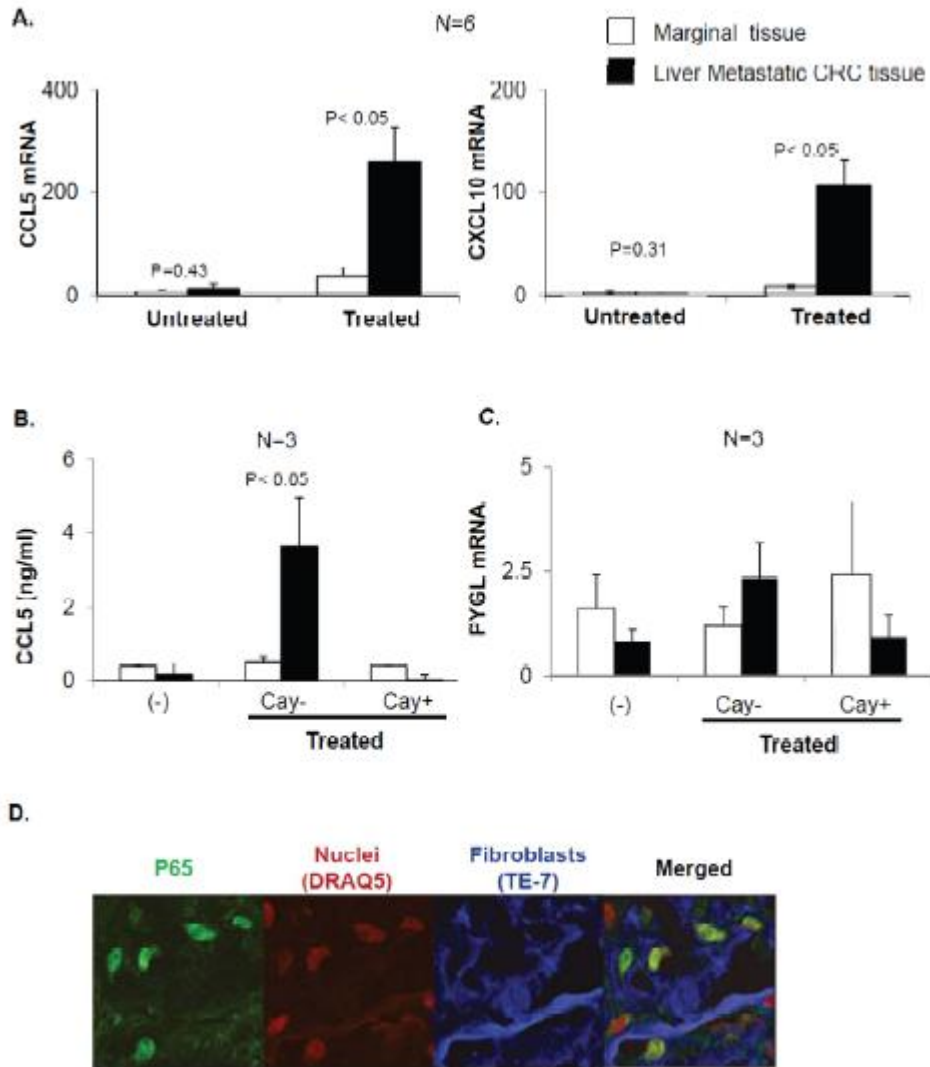 A.
N=6
Marginal tissue
Liver Metastatic CRC tissue
CCL5 mRNA
400
200
0
P=0.43
P< 0.05
Untreated
Treated
CXCL10 mRNA
200
100
0
P=0.31
P< 0.05
Untreated
Treated
B.
N=3
CCL5 (ng/ml)
6
4
2
0
P< 0.05
(-)
Cay-
Cay+
Treated
C.
N=3
FYGL mRNA.
5
2.5
0
(-)
Cay-
Cay+
Treated
D.
P65
Nuclei
(DRAQ5)
Fibroblasts
(TE-7)
Merged